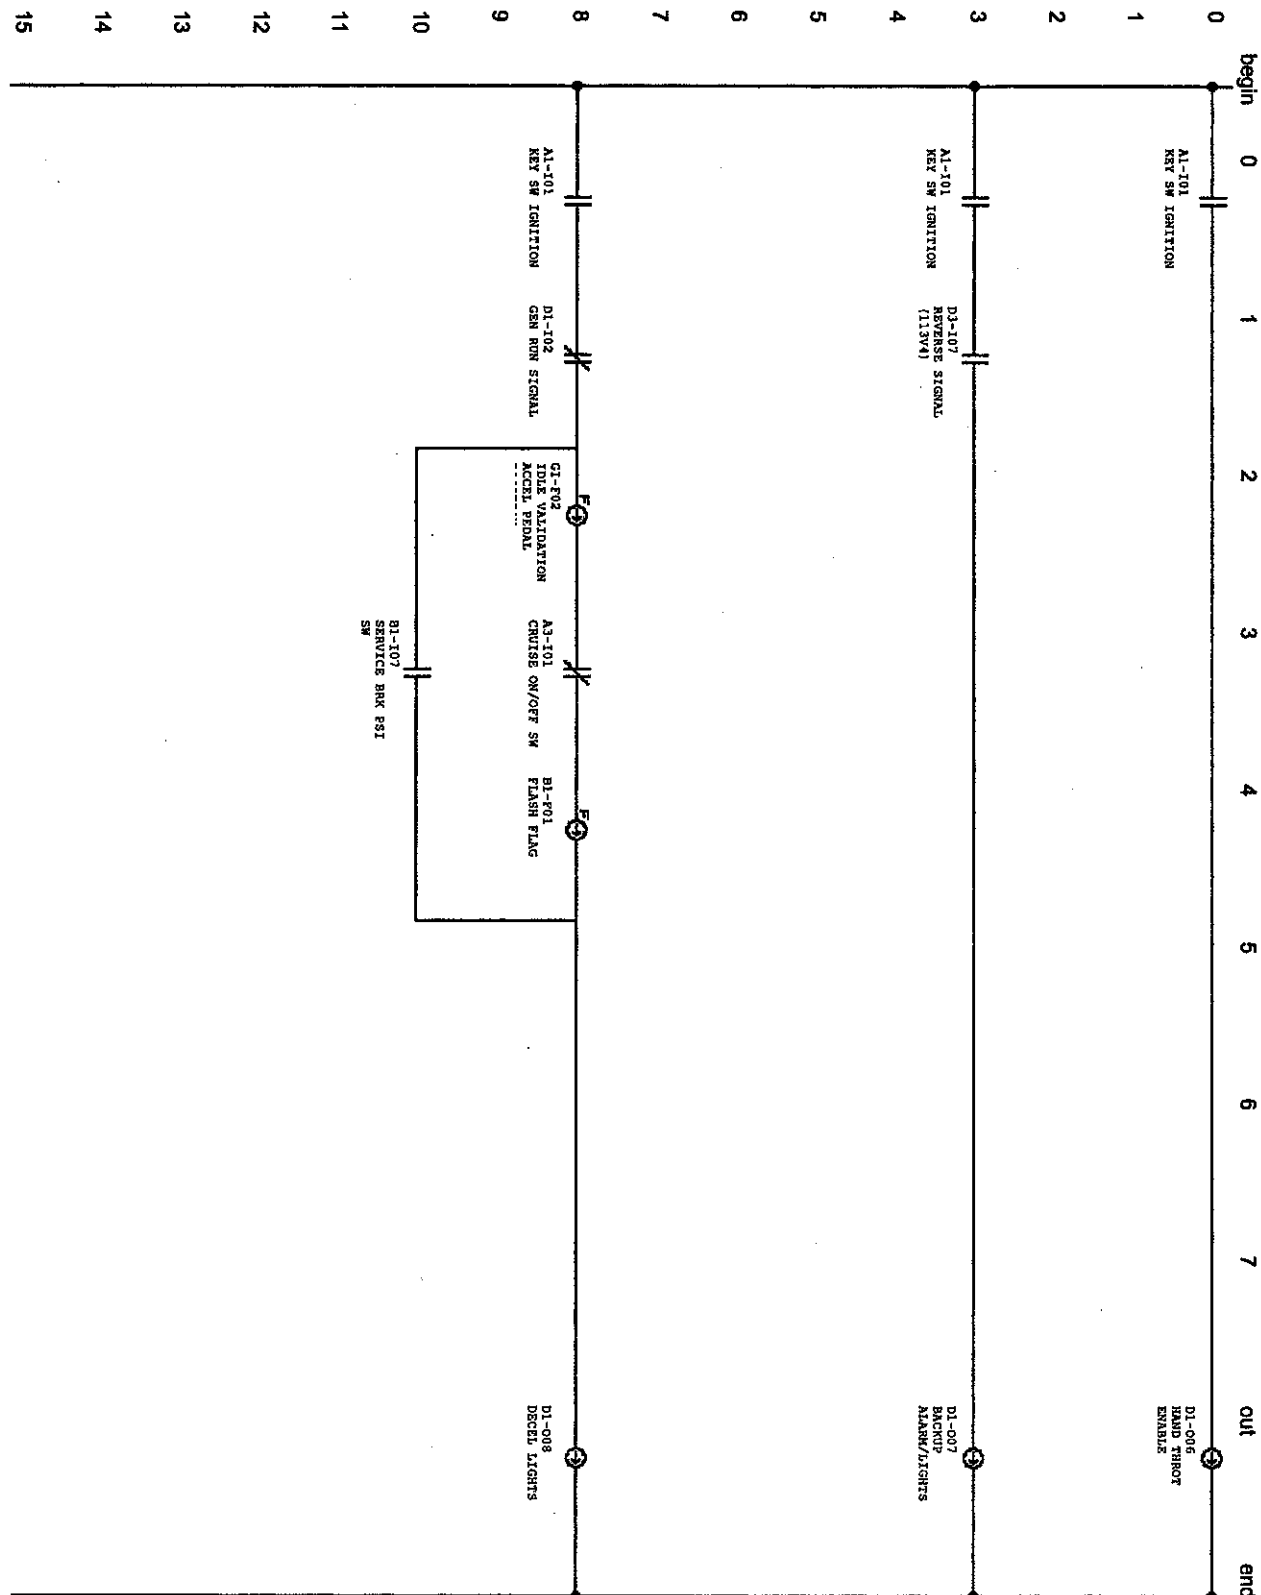 begin
0
1
2
3
4
5
6
7
out
end
0
A1-I01
KEY SW IGNITION
D1-O06
HAND THROT
ENABLE
1
2
3
A1-I01
KEY SW IGNITION
D3-I07
REVERSE SIGNAL
(113V4)
D1-O07
BACKUP
ALARM/LIGHTS
4
5
6
7
8
A1-I01
KEY SW IGNITION
D1-I02
GEN RUN SIGNAL
F
G1-F02
IDLE VALIDATION
ACCEL PEDAL
A3-I01
CRUISE ON/OFF SW
F
B1-F01
FLASH FLAG
D1-O08
DECEL LIGHTS
9
10
B1-I07
SERVICE BRK PSI
SW
11
12
13
14
15